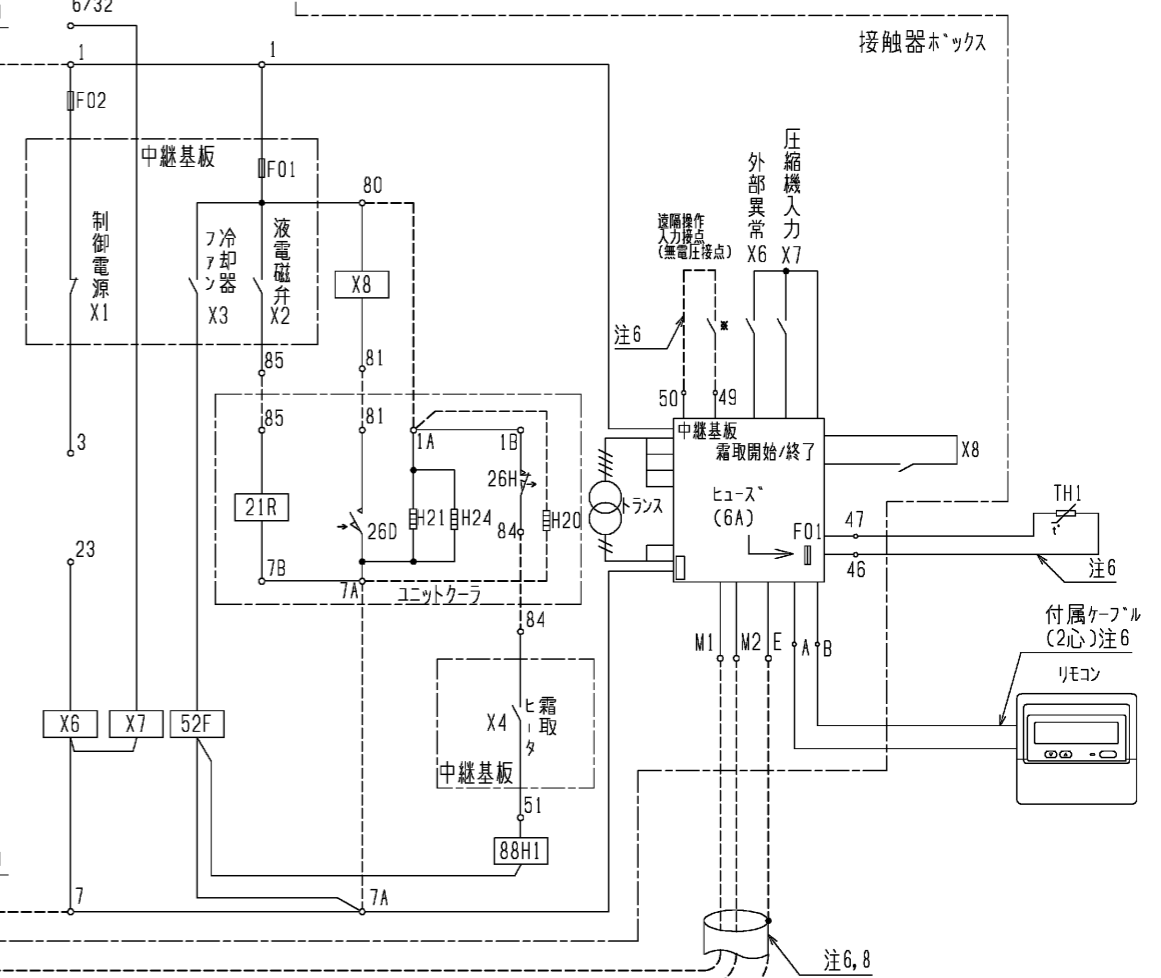 6/32
接触器ﾎﾞｯｸｽ
1
1
F02
中継基板
F01
80
制御電源
X1
冷却器
ファン
X3
液電磁弁
X2
X8
遠隔操作
入力接点
(無電圧接点)
外部異常
X6
圧縮機入力
X7
※
注6
85
81
50
49
85
81
中継基板
霜取開始/終了
X8
3
1A
1B
26H
21R
26D
H21
H24
84
H20
トランス
ﾋｭｰｽﾞ
(6A)
F01
47
46
TH1
t°
注6
23
7B
7A
ユニットクーラ
84
付属ｹｰﾌﾞﾙ
(2心)注6
リモコン
M1
M2
E
A
B
X6
X7
52F
X4
霜取
ヒータ
中継基板
51
88H1
7
7A
注6,8